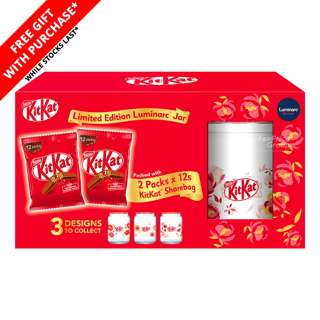 FREE GIFT
WITH PURCHASE*
WHILE STOCKS LAST*
KitKat
Limited Edition Luminarc Jar
Luminarc
KitKat
KitKat
Packed with
2 Packs x 12s
KitKat Sharebag
KitKat
3 DESIGNS
TO COLLECT